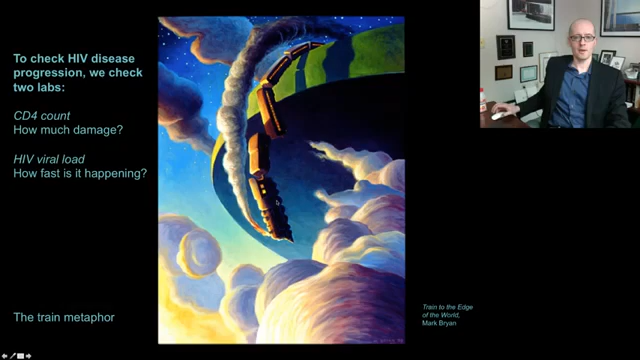 To check HIV disease
progression, we check
two labs:
CD4 count
How much damage?
HIV viral load
How fast is it happening?
The train metaphor
Train to the Edge
of the World,
Mark Bryan